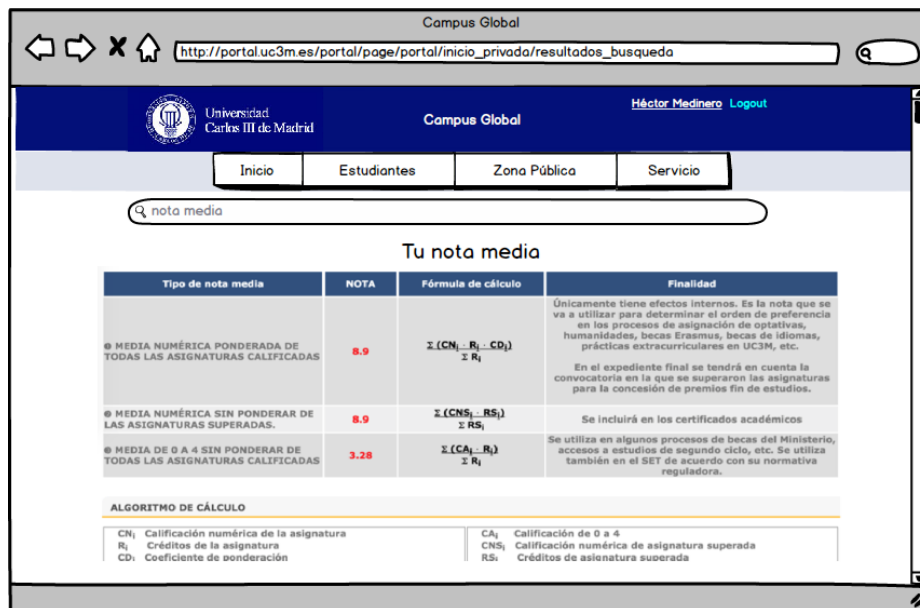 Campus Global
http://portal.uc3m.es/portal/page/portal/inicio_privada/resultados_busqueda
Universidad
Carlos III de Madrid
Campus Global
Héctor Medinero Logout
Inicio Estudiantes Zona Pública Servicio
nota media
Tu nota media
Tipo de nota media NOTA Fórmula de cálculo Finalidad
MEDIA NUMÉRICA PONDERADA DE
TODAS LAS ASIGNATURAS CALIFICADAS
8.9
Σ (CNi · Ri · CDi)
Σ Ri
Únicamente tiene efectos internos. Es la nota que se
va a utilizar para determinar el orden de preferencia
en los procesos de asignación de optativas,
humanidades, becas Erasmus, becas de idiomas,
prácticas extracurriculares en UC3M, etc.
En el expediente final se tendrá en cuenta la
convocatoria en la que se superaron las asignaturas
para la concesión de premios fin de estudios.
MEDIA NUMÉRICA SIN PONDERAR DE
LAS ASIGNATURAS SUPERADAS.
8.9
Σ (CNSi · RSi)
Σ RSi
Se incluirá en los certificados académicos
MEDIA DE 0 A 4 SIN PONDERAR DE
TODAS LAS ASIGNATURAS CALIFICADAS
3.28
Σ (CAi · Ri)
Σ Ri
Se utiliza en algunos procesos de becas del Ministerio,
accesos a estudios de segundo ciclo, etc. Se utiliza
también en el SET de acuerdo con su normativa
reguladora.
ALGORITMO DE CÁLCULO
CNi Calificación numérica de la asignatura
Ri Créditos de la asignatura
CDi Coeficiente de ponderación
CAi Calificación de 0 a 4
CNSi Calificación numérica de asignatura superada
RSi Créditos de asignatura superada